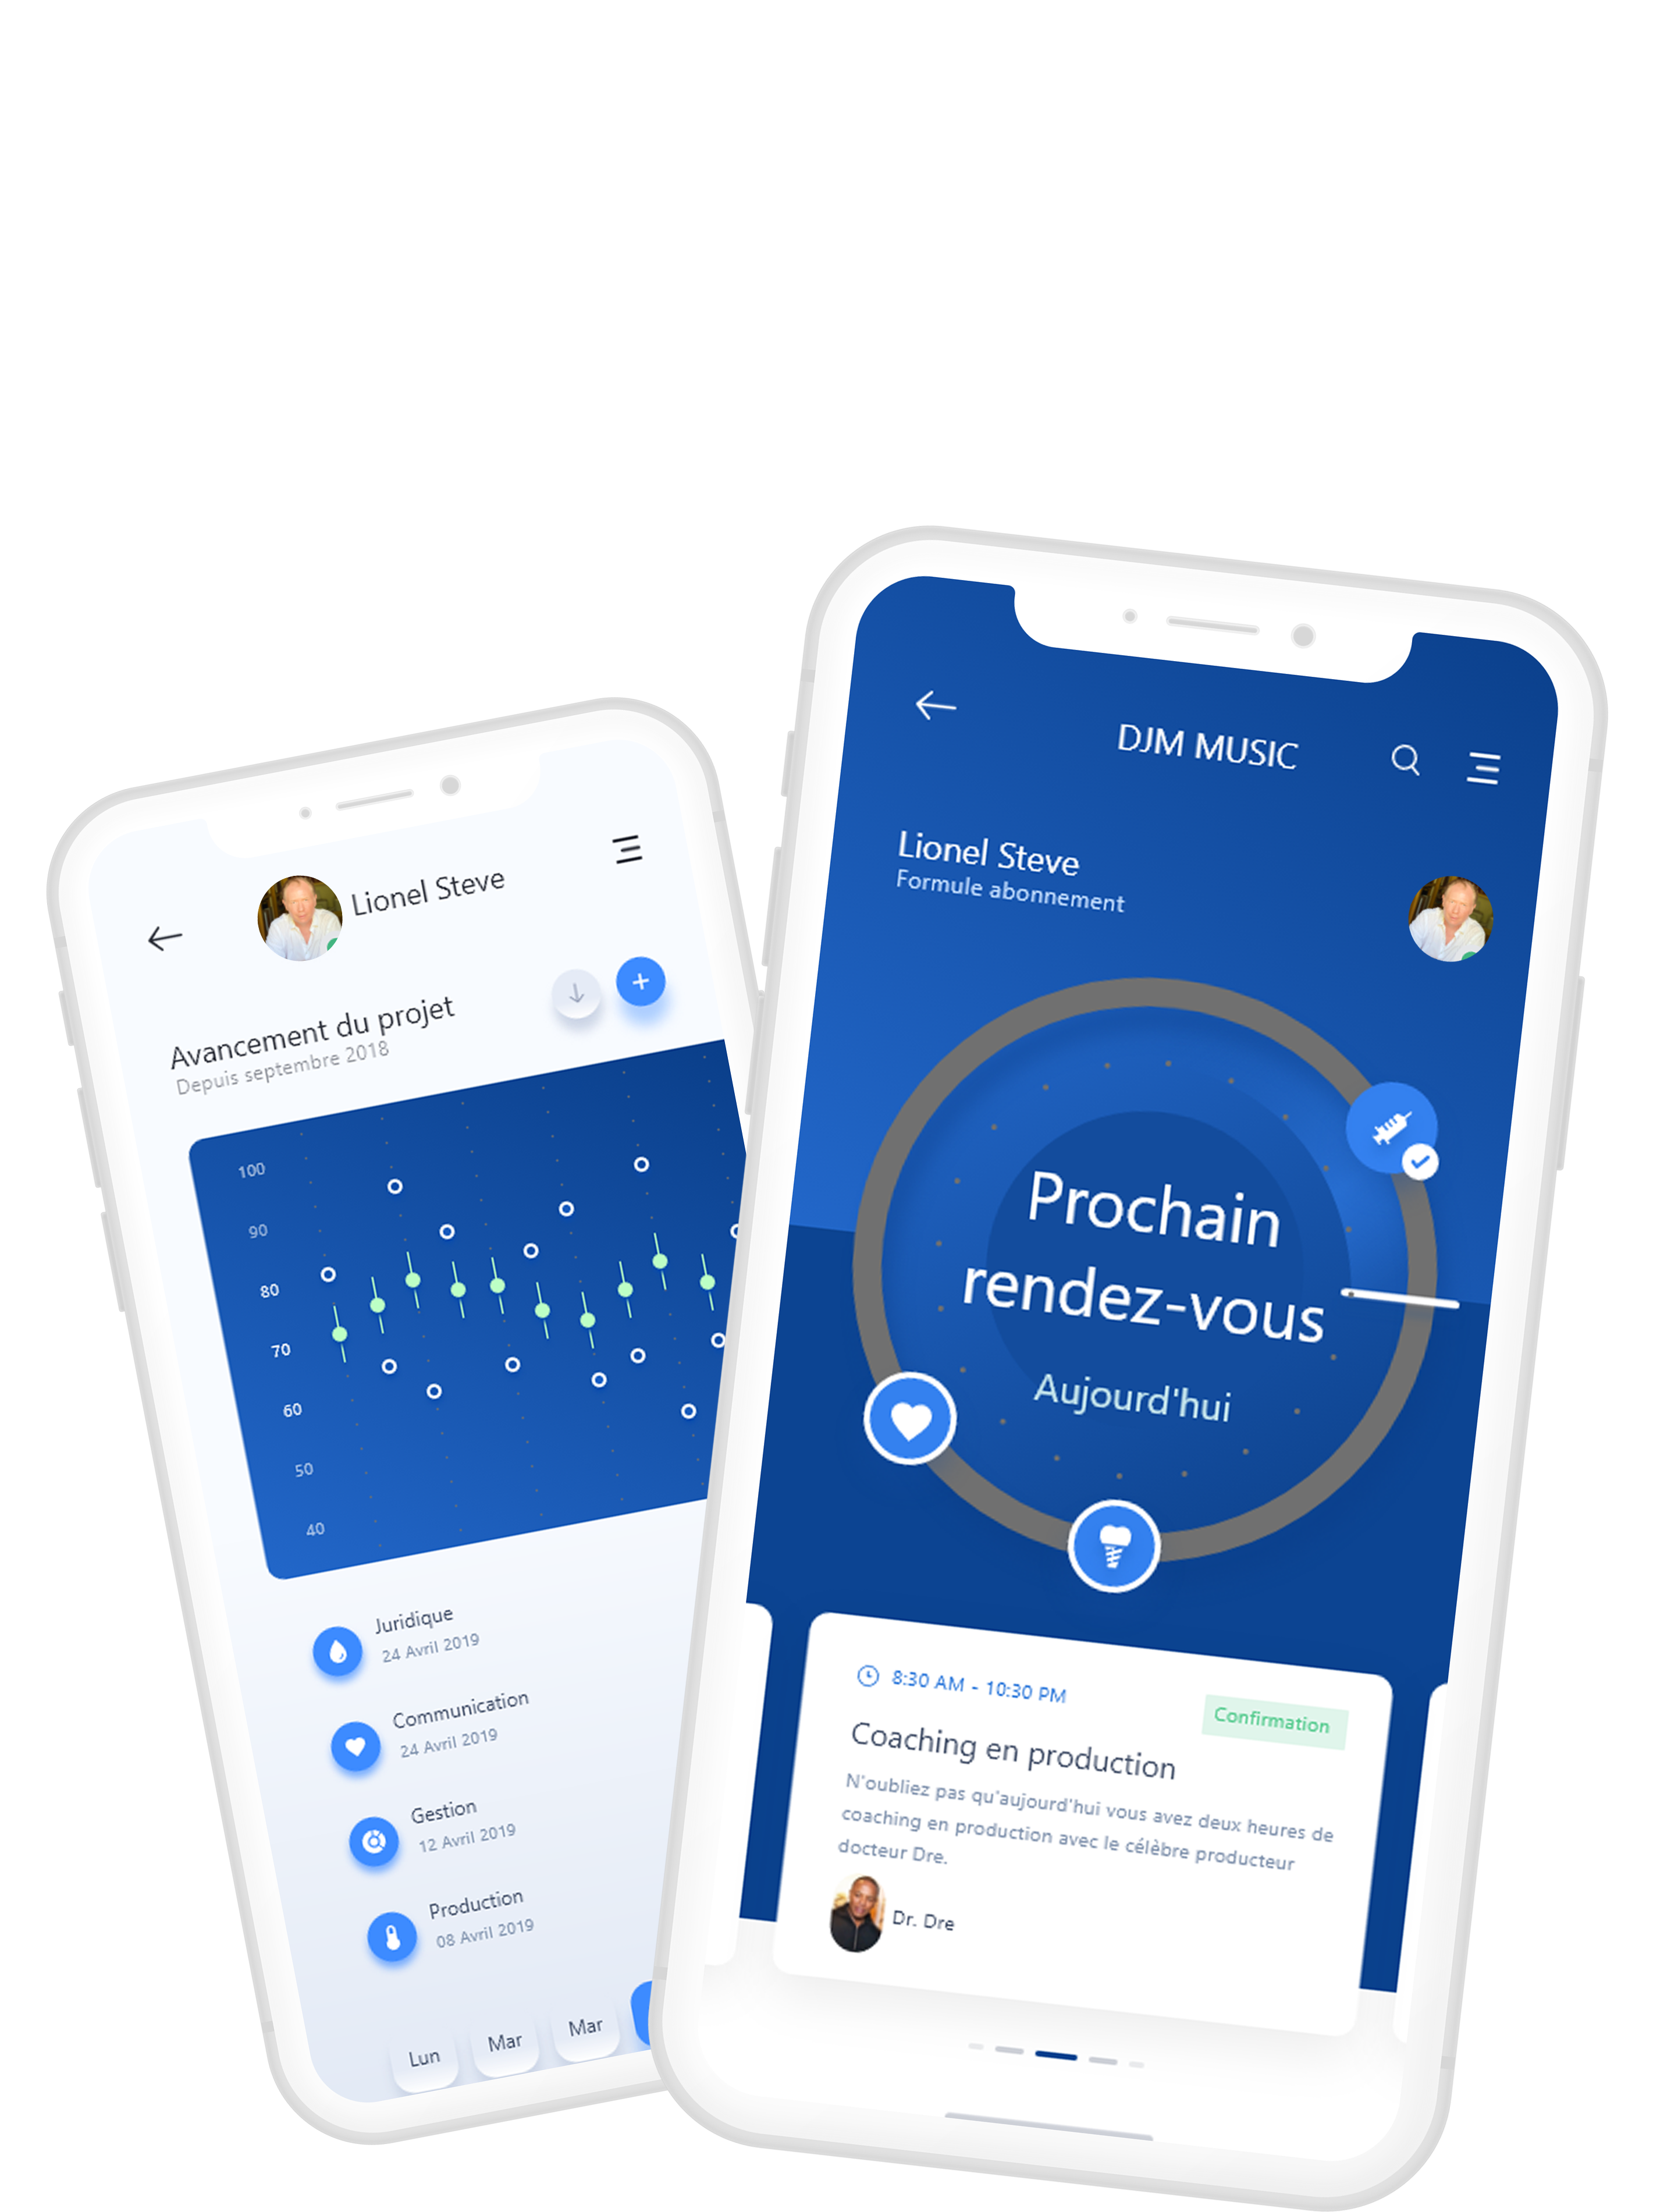 Lionel Steve
Avancement du projet
Depuis septembre 2018
100
90
80
70
60
50
40
Juridique
24 Avril 2019
Communication
24 Avril 2019
Gestion
12 Avril 2019
Production
08 Avril 2019
Lun
Mar
Mar
DJM MUSIC
Lionel Steve
Formule abonnement
Prochain
rendez-vous
Aujourd'hui
8:30 AM - 10:30 PM
Confirmation
Coaching en production
N'oubliez pas qu'aujourd'hui vous avez deux heures de
coaching en production avec le célèbre producteur
docteur Dre.
Dr. Dre